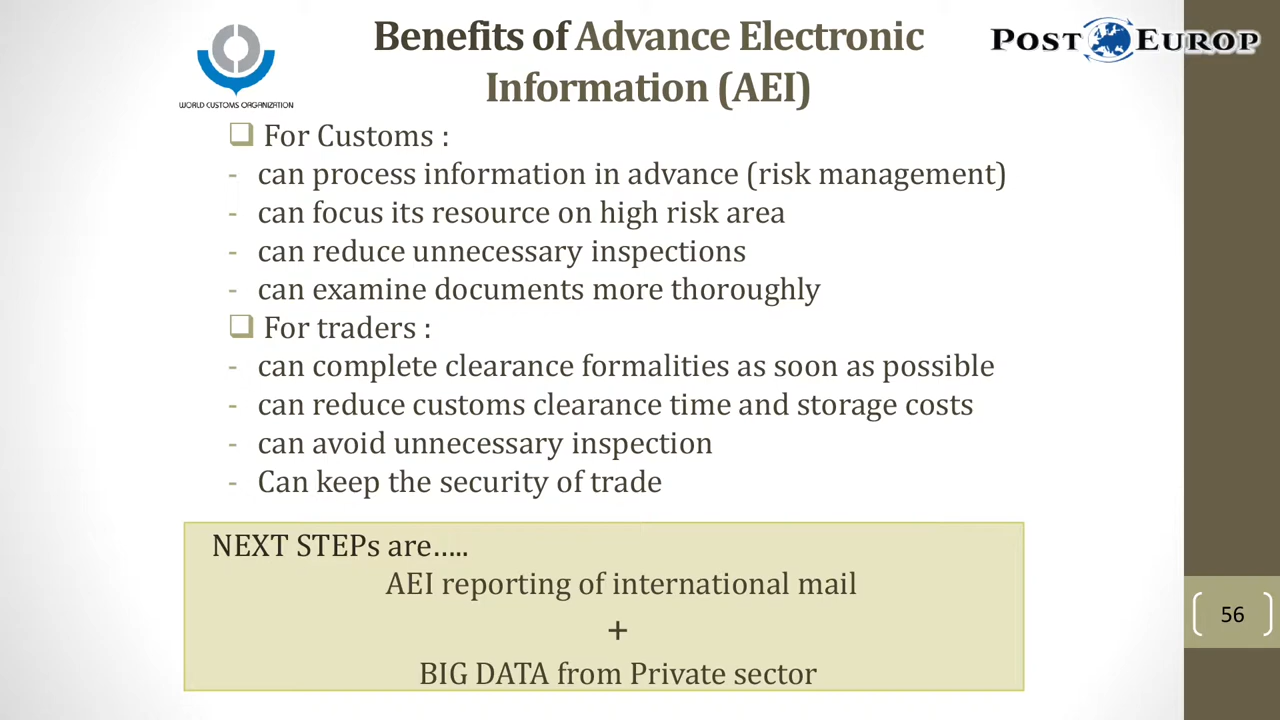 Benefits of Advance Electronic
Information (AEI)
WORLD CUSTOMS ORGANIZATION
POST EUROP
For Customs :
- can process information in advance (risk management)
- can focus its resource on high risk area
- can reduce unnecessary inspections
- can examine documents more thoroughly
For traders :
- can complete clearance formalities as soon as possible
- can reduce customs clearance time and storage costs
- can avoid unnecessary inspection
- Can keep the security of trade
NEXT STEPs are.....
AEI reporting of international mail
+
BIG DATA from Private sector
56